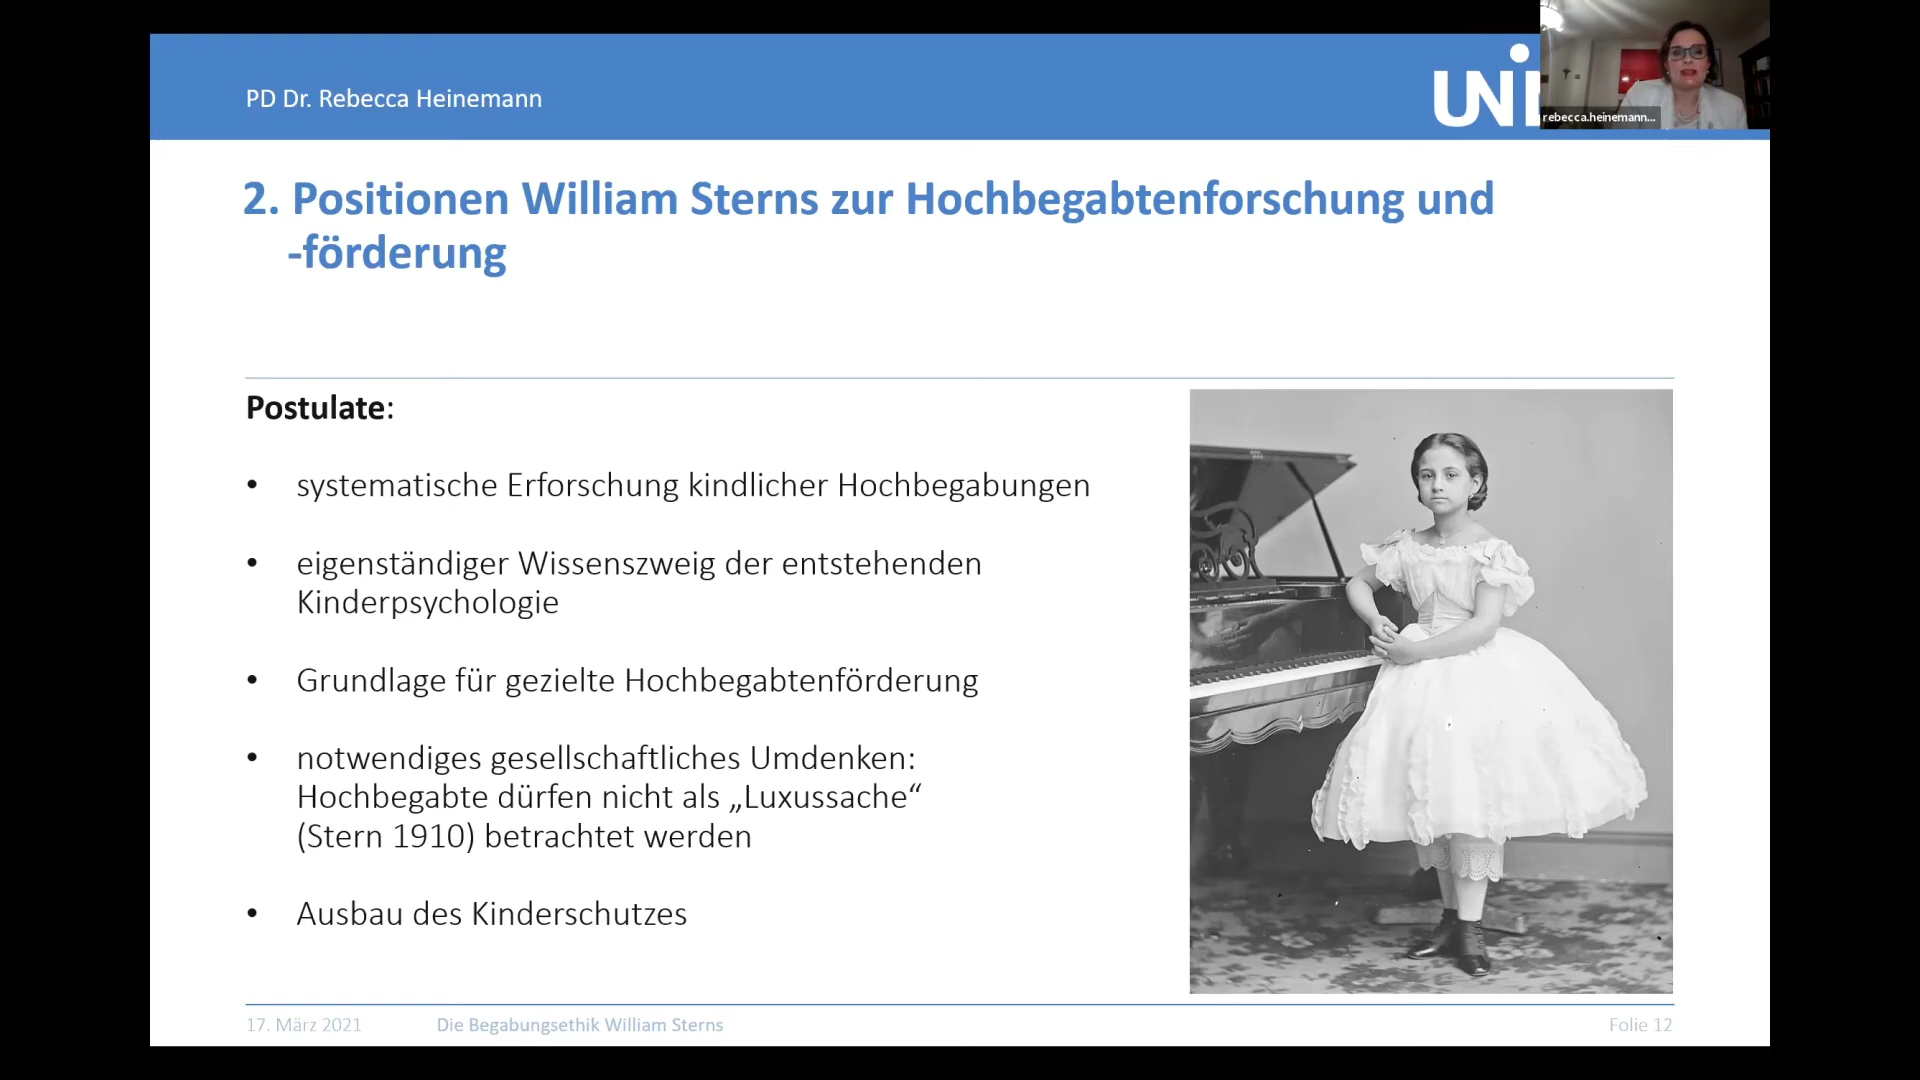 PD Dr. Rebecca Heinemann
UNI
rebecca.heinemann...
2. Positionen William Sterns zur Hochbegabtenforschung und
-förderung
Postulate:
• systematische Erforschung kindlicher Hochbegabungen
• eigenständiger Wissenszweig der entstehenden
Kinderpsychologie
• Grundlage für gezielte Hochbegabtenförderung
• notwendiges gesellschaftliches Umdenken:
Hochbegabte dürfen nicht als „Luxussache“
(Stern 1910) betrachtet werden
• Ausbau des Kinderschutzes
17. März 2021 Die Begabungsethik William Sterns Folie 12